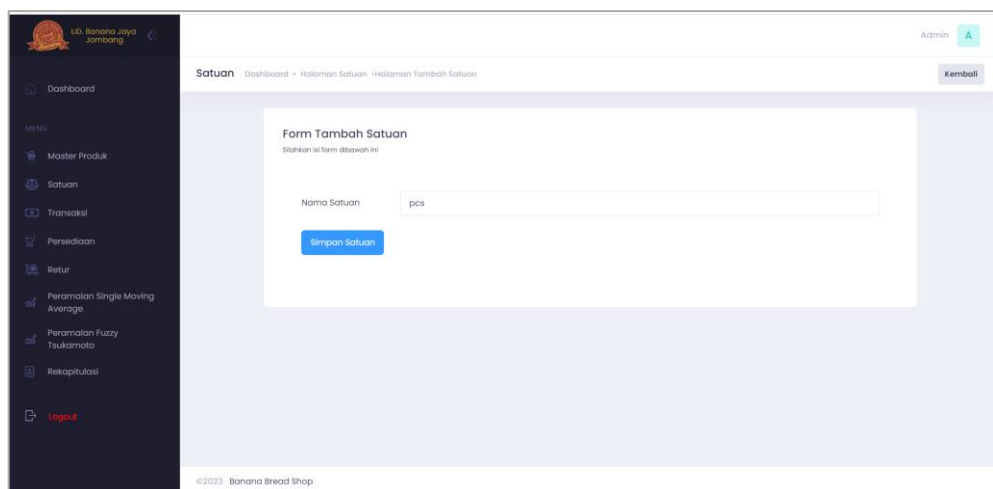 UD. Banana Jaya
Jombang
Admin A
Satuan Dashboard • Halaman Satuan •Halaman Tambah Satuan
Kembali
Dashboard
MENU
Master Produk
Satuan
Transaksi
Persediaan
Retur
Peramalan Single Moving
Average
Peramalan Fuzzy
Tsukamoto
Rekapitulasi
Logout
Form Tambah Satuan
Silahkan isi form dibawah ini
Nama Satuan
pcs
Simpan Satuan
©2023 Banana Bread Shop